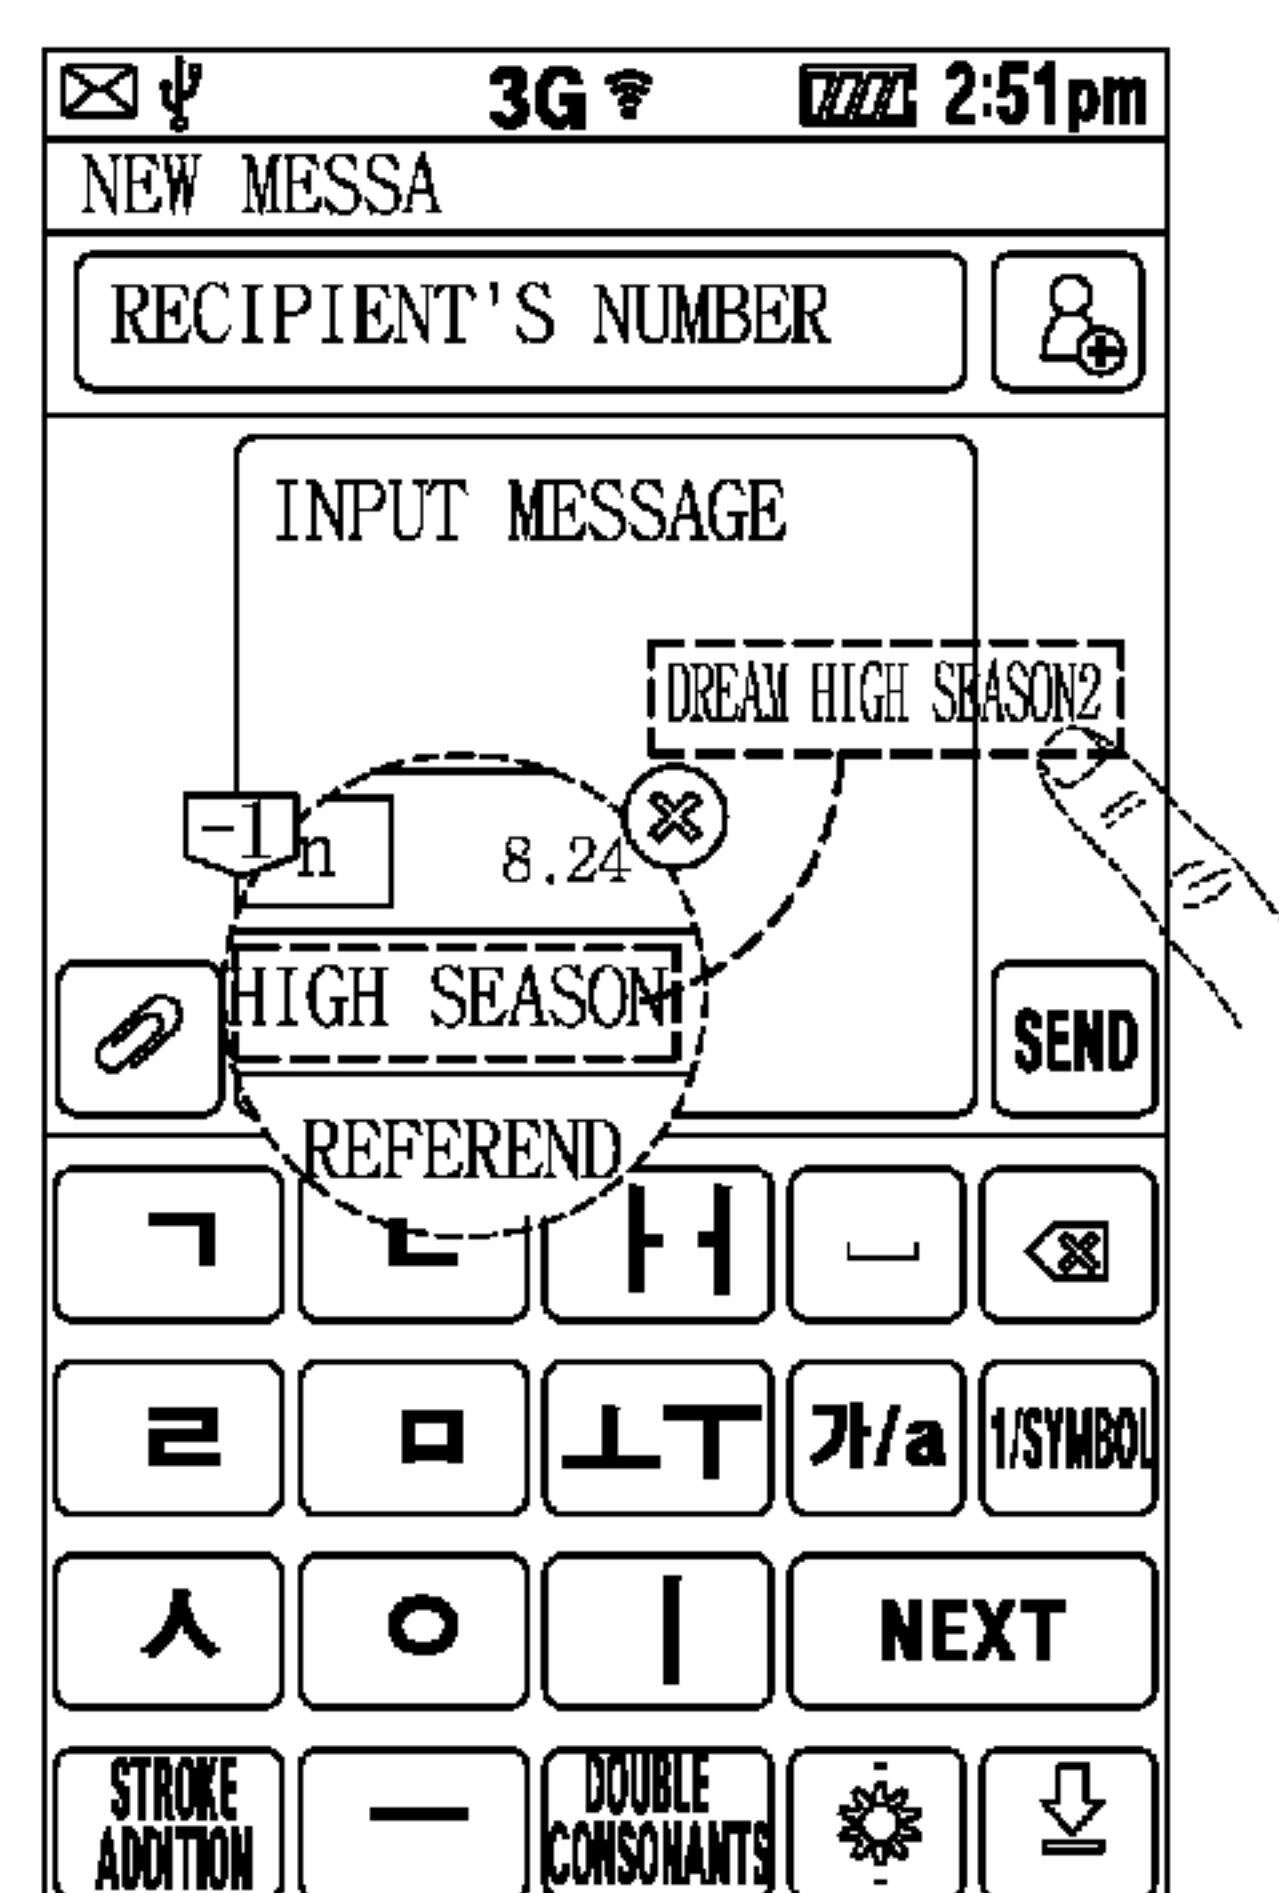 3G 2:51pm
NEW MESSA
RECIPIENT'S NUMBER
INPUT MESSAGE
DREAM HIGH SEASON2
-1 n 8.24
HIGH SEASON
SEND
REFEREND
ㄱ ㄴ ㅏㅓ
ㄹ ㅁ ㅗㅜ 가/a 1/SYMBOL
ㅅ ㅇ ㅣ NEXT
STROKE ADDITION ㅡ DOUBLE CONSONANTS